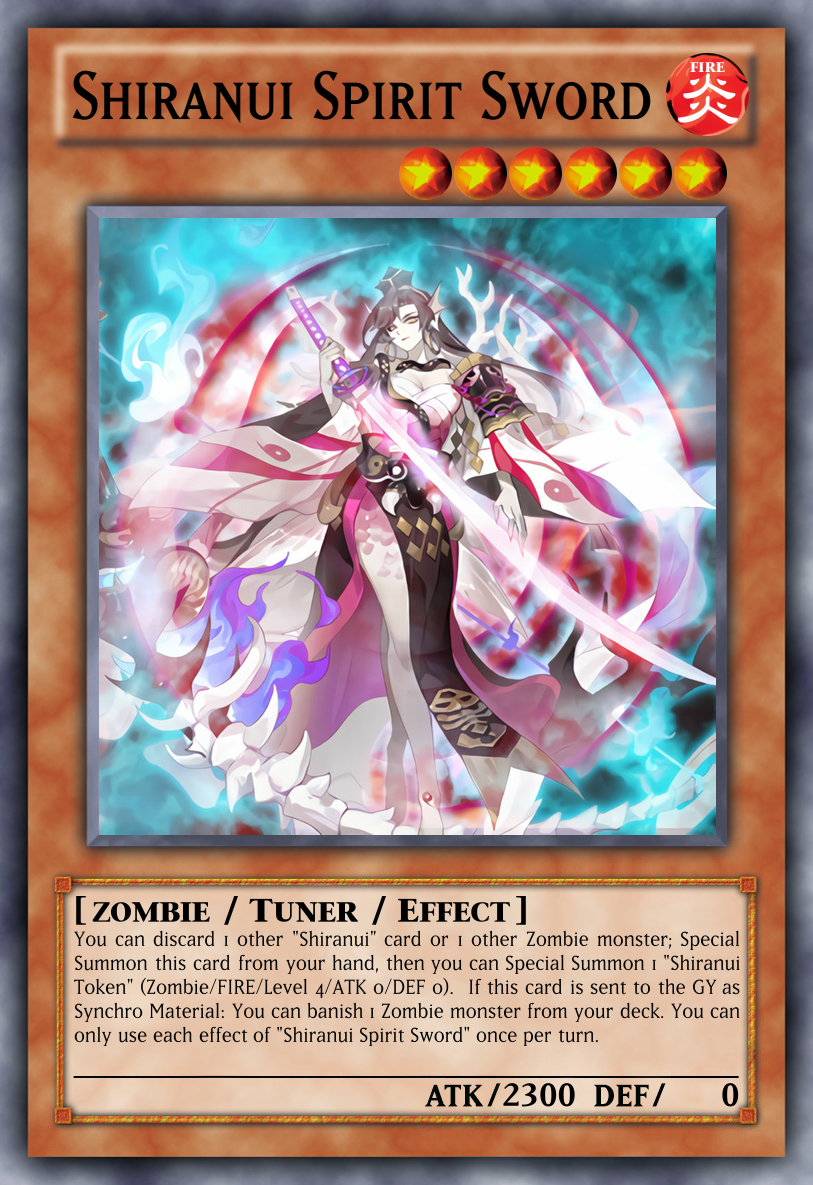 Shiranui Spirit Sword
FIRE
炎
[ ZOMBIE / TUNER / EFFECT ]
You can discard 1 other "Shiranui" card or 1 other Zombie monster; Special
Summon this card from your hand, then you can Special Summon 1 "Shiranui
Token" (Zombie/FIRE/Level 4/ATK 0/DEF 0).  If this card is sent to the GY as
Synchro Material: You can banish 1 Zombie monster from your deck. You can
only use each effect of "Shiranui Spirit Sword" once per turn.
ATK/2300 DEF/ 0